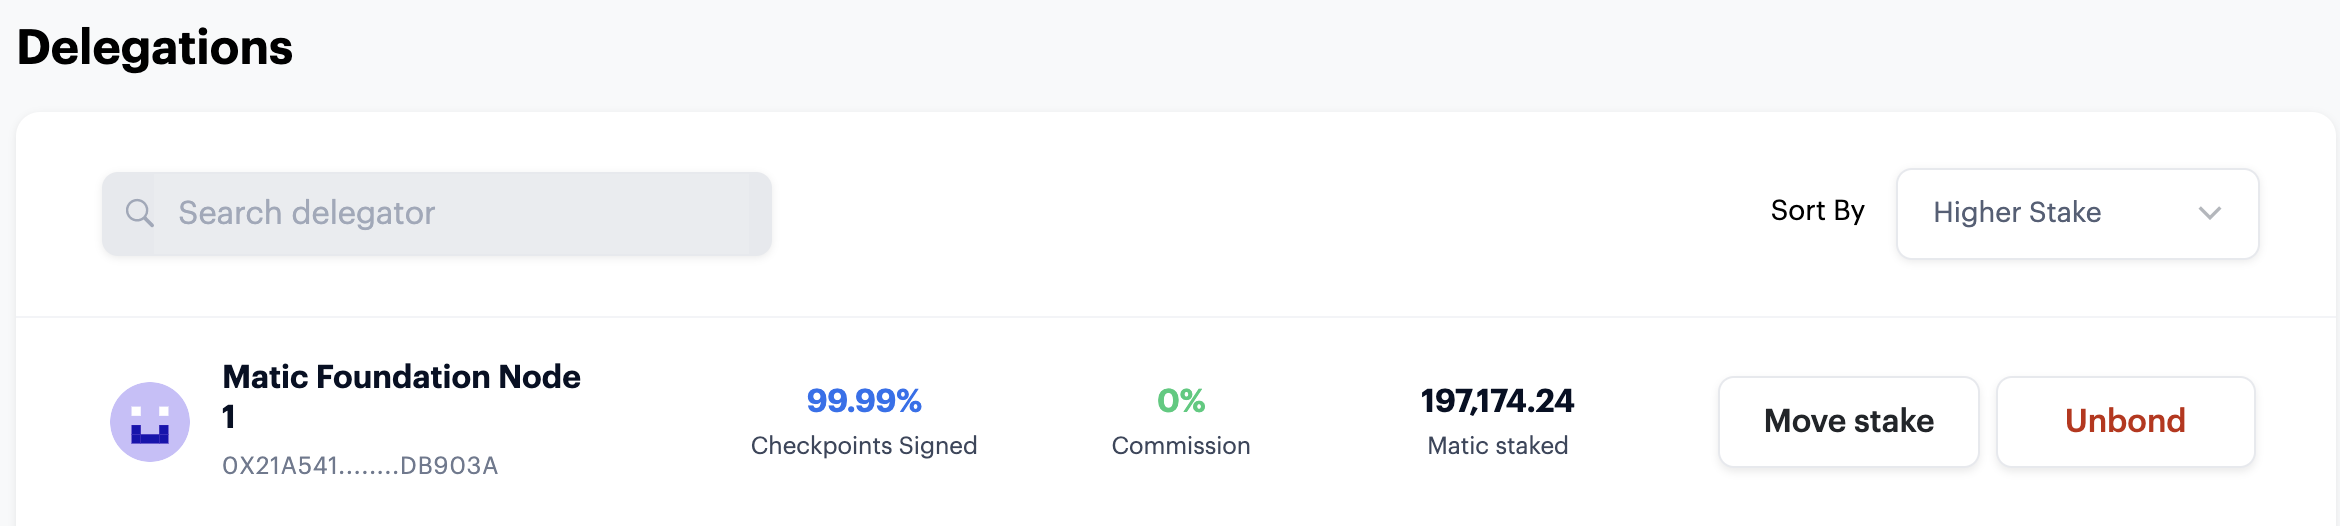 Delegations
Search delegator
Sort By
Higher Stake
Matic Foundation Node
1
0X21A541........DB903A
99.99%
Checkpoints Signed
0%
Commission
197,174.24
Matic staked
Move stake
Unbond